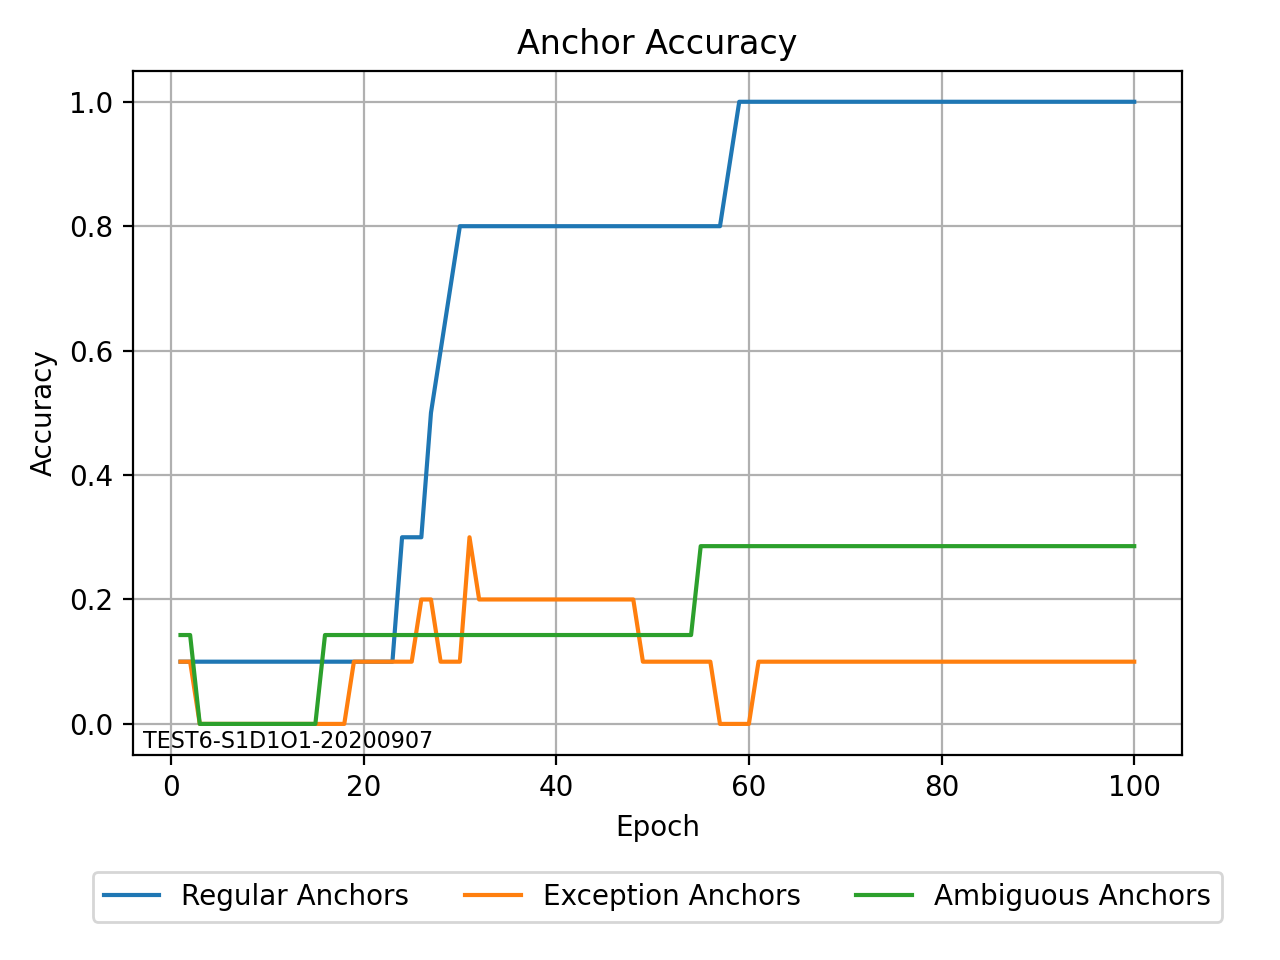 Anchor Accuracy
1.0
0.8
0.6
0.4
0.2
0.0
Accuracy
TEST6-S1D1O1-20200907
0 20 40 60 80 100
Epoch
Regular Anchors Exception Anchors Ambiguous Anchors